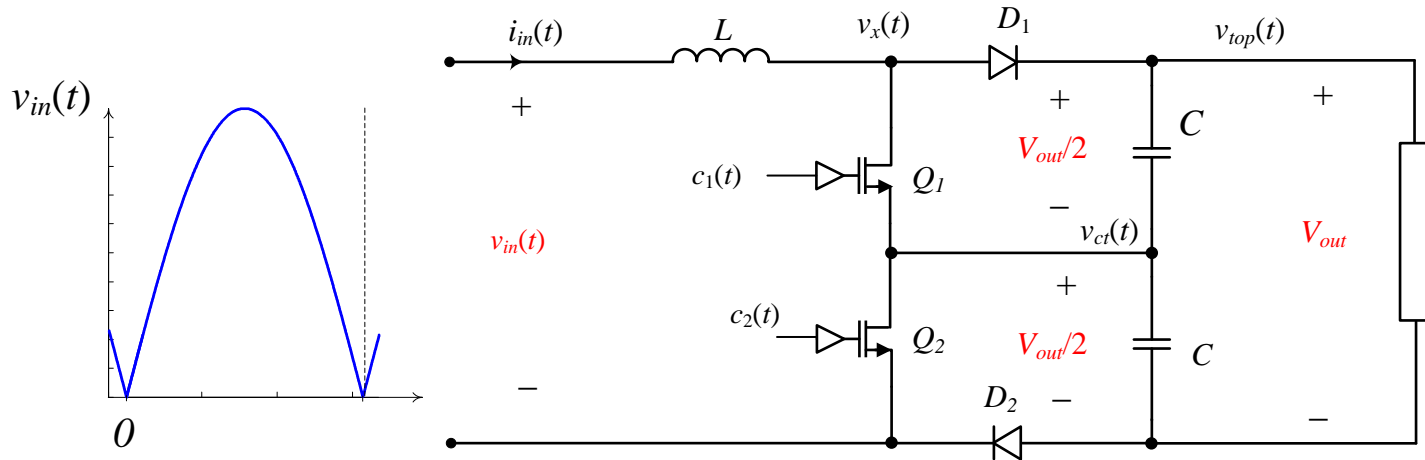 i_in(t)
L
v_x(t)
D_1
v_top(t)
v_in(t)
+
+
+
C
V_out/2
c_1(t)
Q_1
–
v_in(t)
v_ct(t)
V_out
+
c_2(t)
Q_2
V_out/2
C
–
D_2
–
–
0